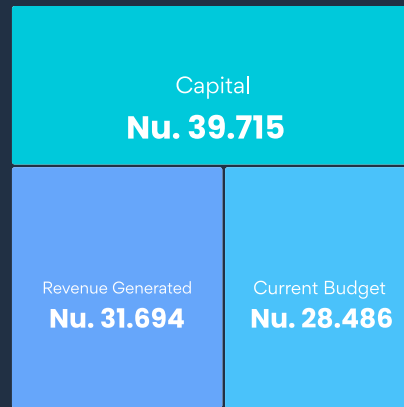 Capital
Nu. 39.715
Revenue Generated
Nu. 31.694
Current Budget
Nu. 28.486